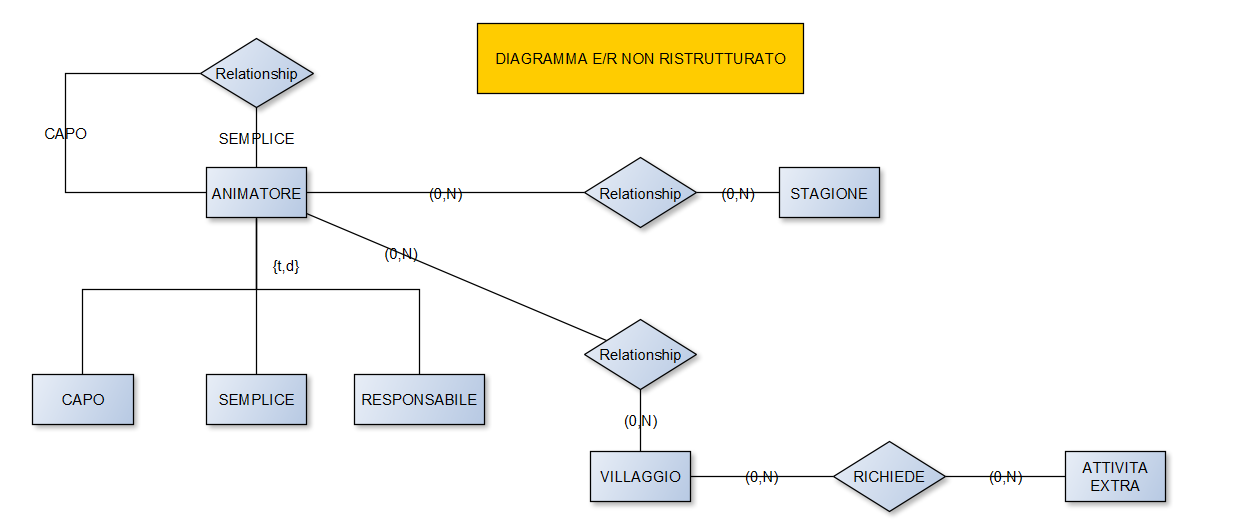 DIAGRAMMA E/R NON RISTRUTTURATO
Relationship
CAPO
SEMPLICE
ANIMATORE
(0,N)
Relationship
(0,N)
STAGIONE
(0,N)
{t,d}
Relationship
CAPO
SEMPLICE
RESPONSABILE
(0,N)
VILLAGGIO
(0,N)
RICHIEDE
(0,N)
ATTIVITA
EXTRA